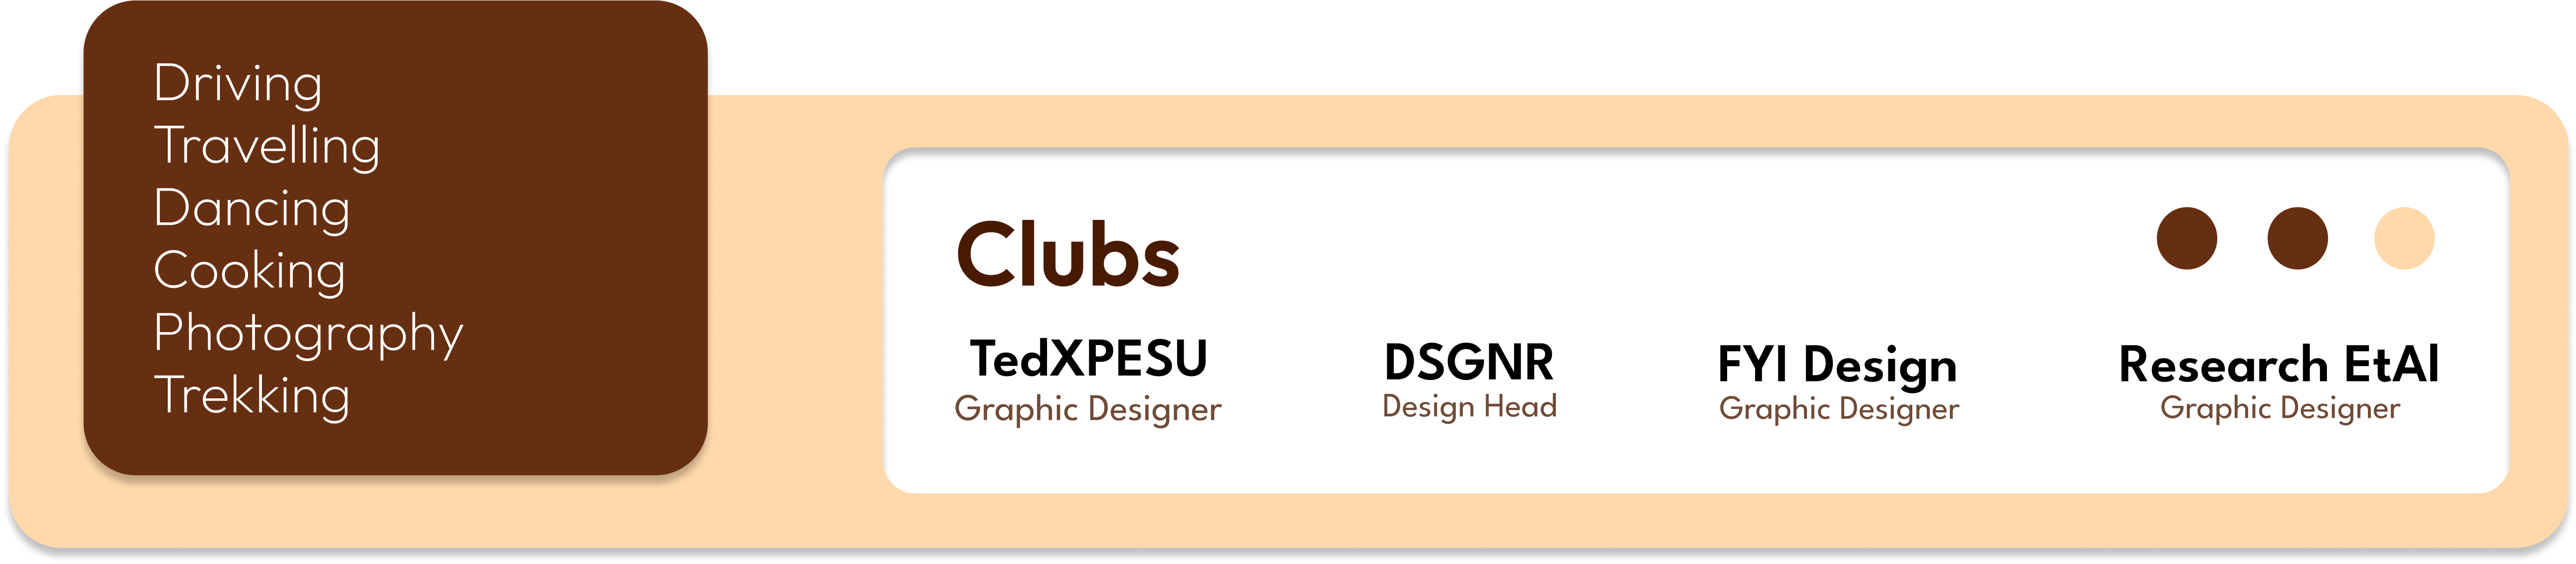 Driving
Travelling
Dancing
Cooking
Photography
Trekking
Clubs
TedXPESU
Graphic Designer
DSGNR
Design Head
FYI Design
Graphic Designer
Research EtAl
Graphic Designer